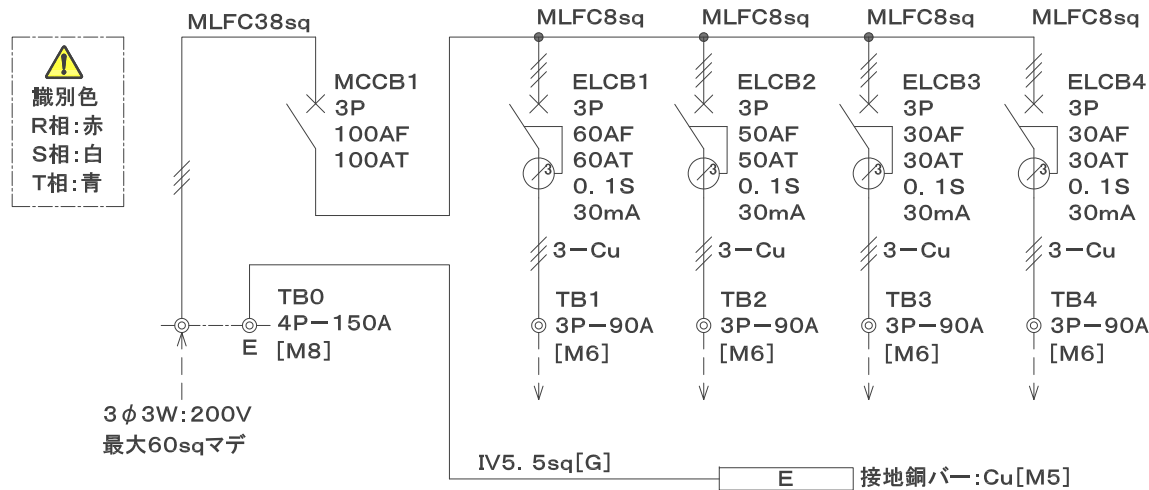 MLFC38sq
MLFC8sq
MLFC8sq
MLFC8sq
MLFC8sq
識別色
R相:赤
S相:白
T相:青
MCCB1
3P
100AF
100AT
ELCB1
3P
60AF
60AT
0.1S
30mA
3
3-Cu
ELCB2
3P
50AF
50AT
0.1S
30mA
3
3-Cu
ELCB3
3P
30AF
30AT
0.1S
30mA
3
3-Cu
ELCB4
3P
30AF
30AT
0.1S
30mA
3
3-Cu
TB0
4P-150A
[M8]
E
TB1
3P-90A
[M6]
TB2
3P-90A
[M6]
TB3
3P-90A
[M6]
TB4
3P-90A
[M6]
3φ3W:200V
最大60sqマデ
IV5.5sq[G]
E
接地銅バー:Cu[M5]